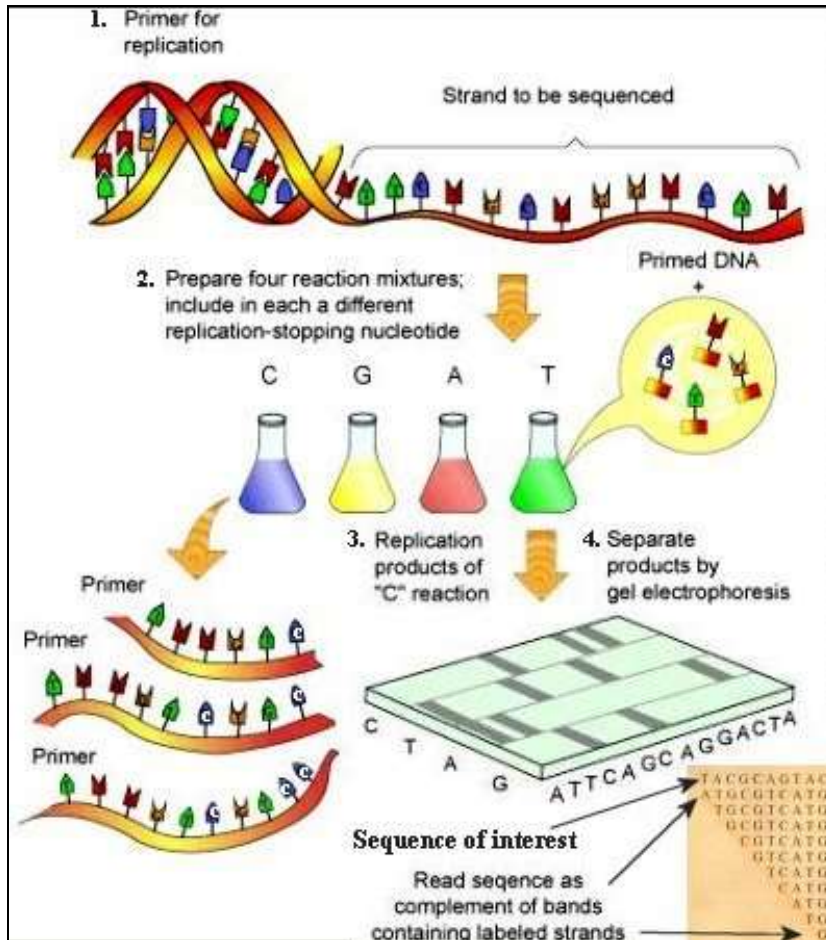 1. Primer for
replication
Strand to be sequenced
2. Prepare four reaction mixtures;
include in each a different
replication-stopping nucleotide
Primed DNA
+
C G A T
3. Replication
products of
"C" reaction
4. Separate
products by
gel electrophoresis
Primer
Primer
Primer
C
T
A
G
ATTCAGCAGGACTA
Sequence of interest
Read seqence as
complement of bands
containing labeled strands
TACGCAGTAC
ATGCGTCATG
TGCGTCATG
GCGTCATG
CGTCATG
GTCATG
TCATG
CATG
ATG
TG
G